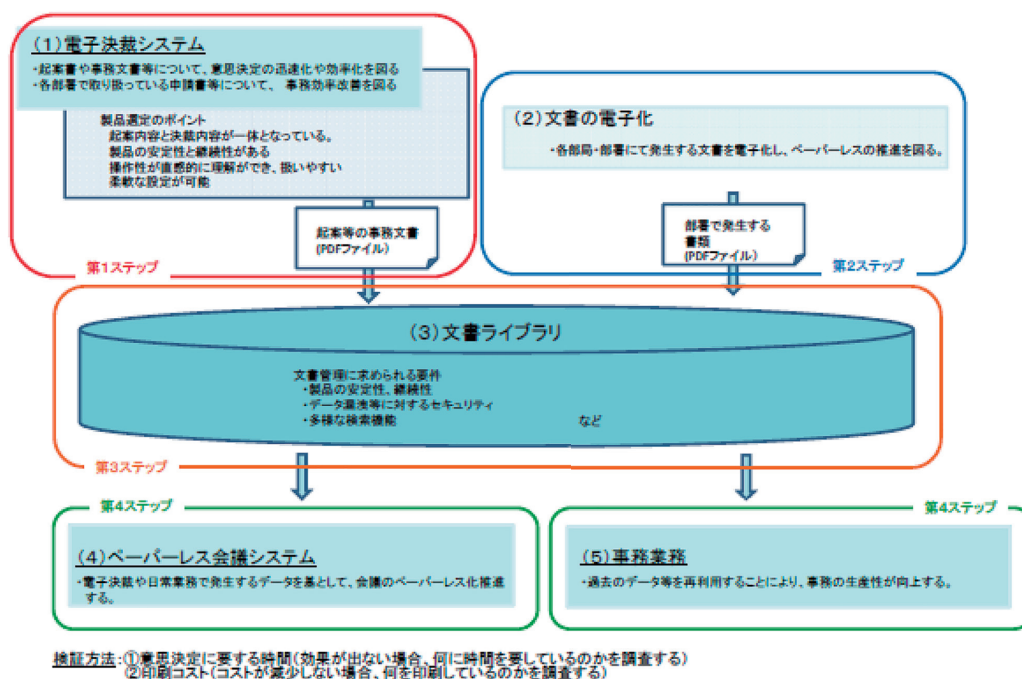 (1)電子決裁システム
・起案書や事務文書等について、意思決定の迅速化や効率化を図る
・各部署で取り扱っている申請書等について、 事務効率改善を図る
製品選定のポイント
起案内容と決裁内容が一体となっている。
製品の安定性と継続性がある
操作性が直感的に理解ができ、扱いやすい
柔軟な設定が可能
起案等の事務文書
(PDFファイル)
第1ステップ
(2)文書の電子化
・各部局・部署にて発生する文書を電子化し、ペーパーレスの推進を図る。
部署で発生する
書類
(PDFファイル)
第2ステップ
(3)文書ライブラリ
文書管理に求められる要件
・製品の安定性、継続性
・データ漏洩等に対するセキュリティ
・多様な検索機能 など
第3ステップ
第4ステップ
(4)ペーパーレス会議システム
・電子決裁や日常業務で発生するデータを基として、会議のペーパーレス化推進
する。
第4ステップ
(5)事務業務
・過去のデータ等を再利用することにより、事務の生産性が向上する。
検証方法:①意思決定に要する時間(効果が出ない場合、何に時間を要しているのかを調査する)
②印刷コスト(コストが減少しない場合、何を印刷しているのかを調査する)